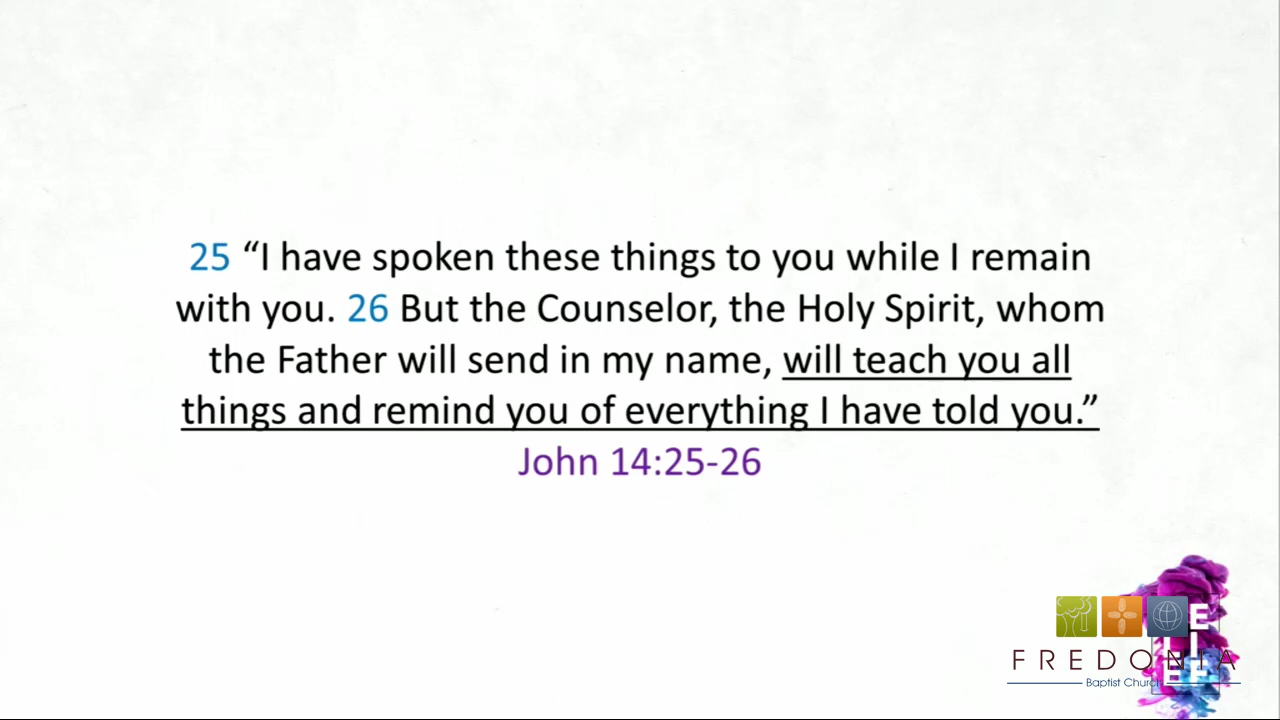 25 “I have spoken these things to you while I remain
with you. 26 But the Counselor, the Holy Spirit, whom
the Father will send in my name, will teach you all
things and remind you of everything I have told you.”
John 14:25-26
FREDONIA
Baptist Church